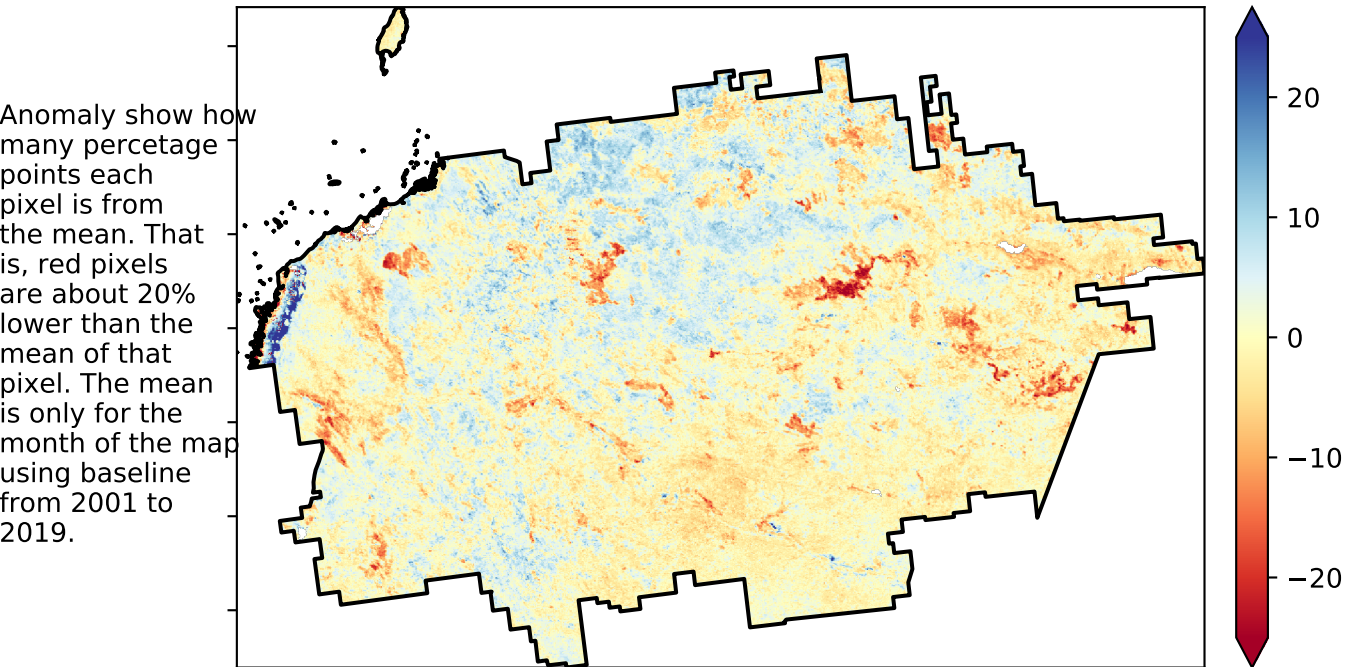 Anomaly show how
many percetage
points each
pixel is from
the mean. That
is, red pixels
are about 20%
lower than the
mean of that
pixel. The mean
is only for the
month of the map
using baseline
from 2001 to
2019.
20
10
0
−10
−20